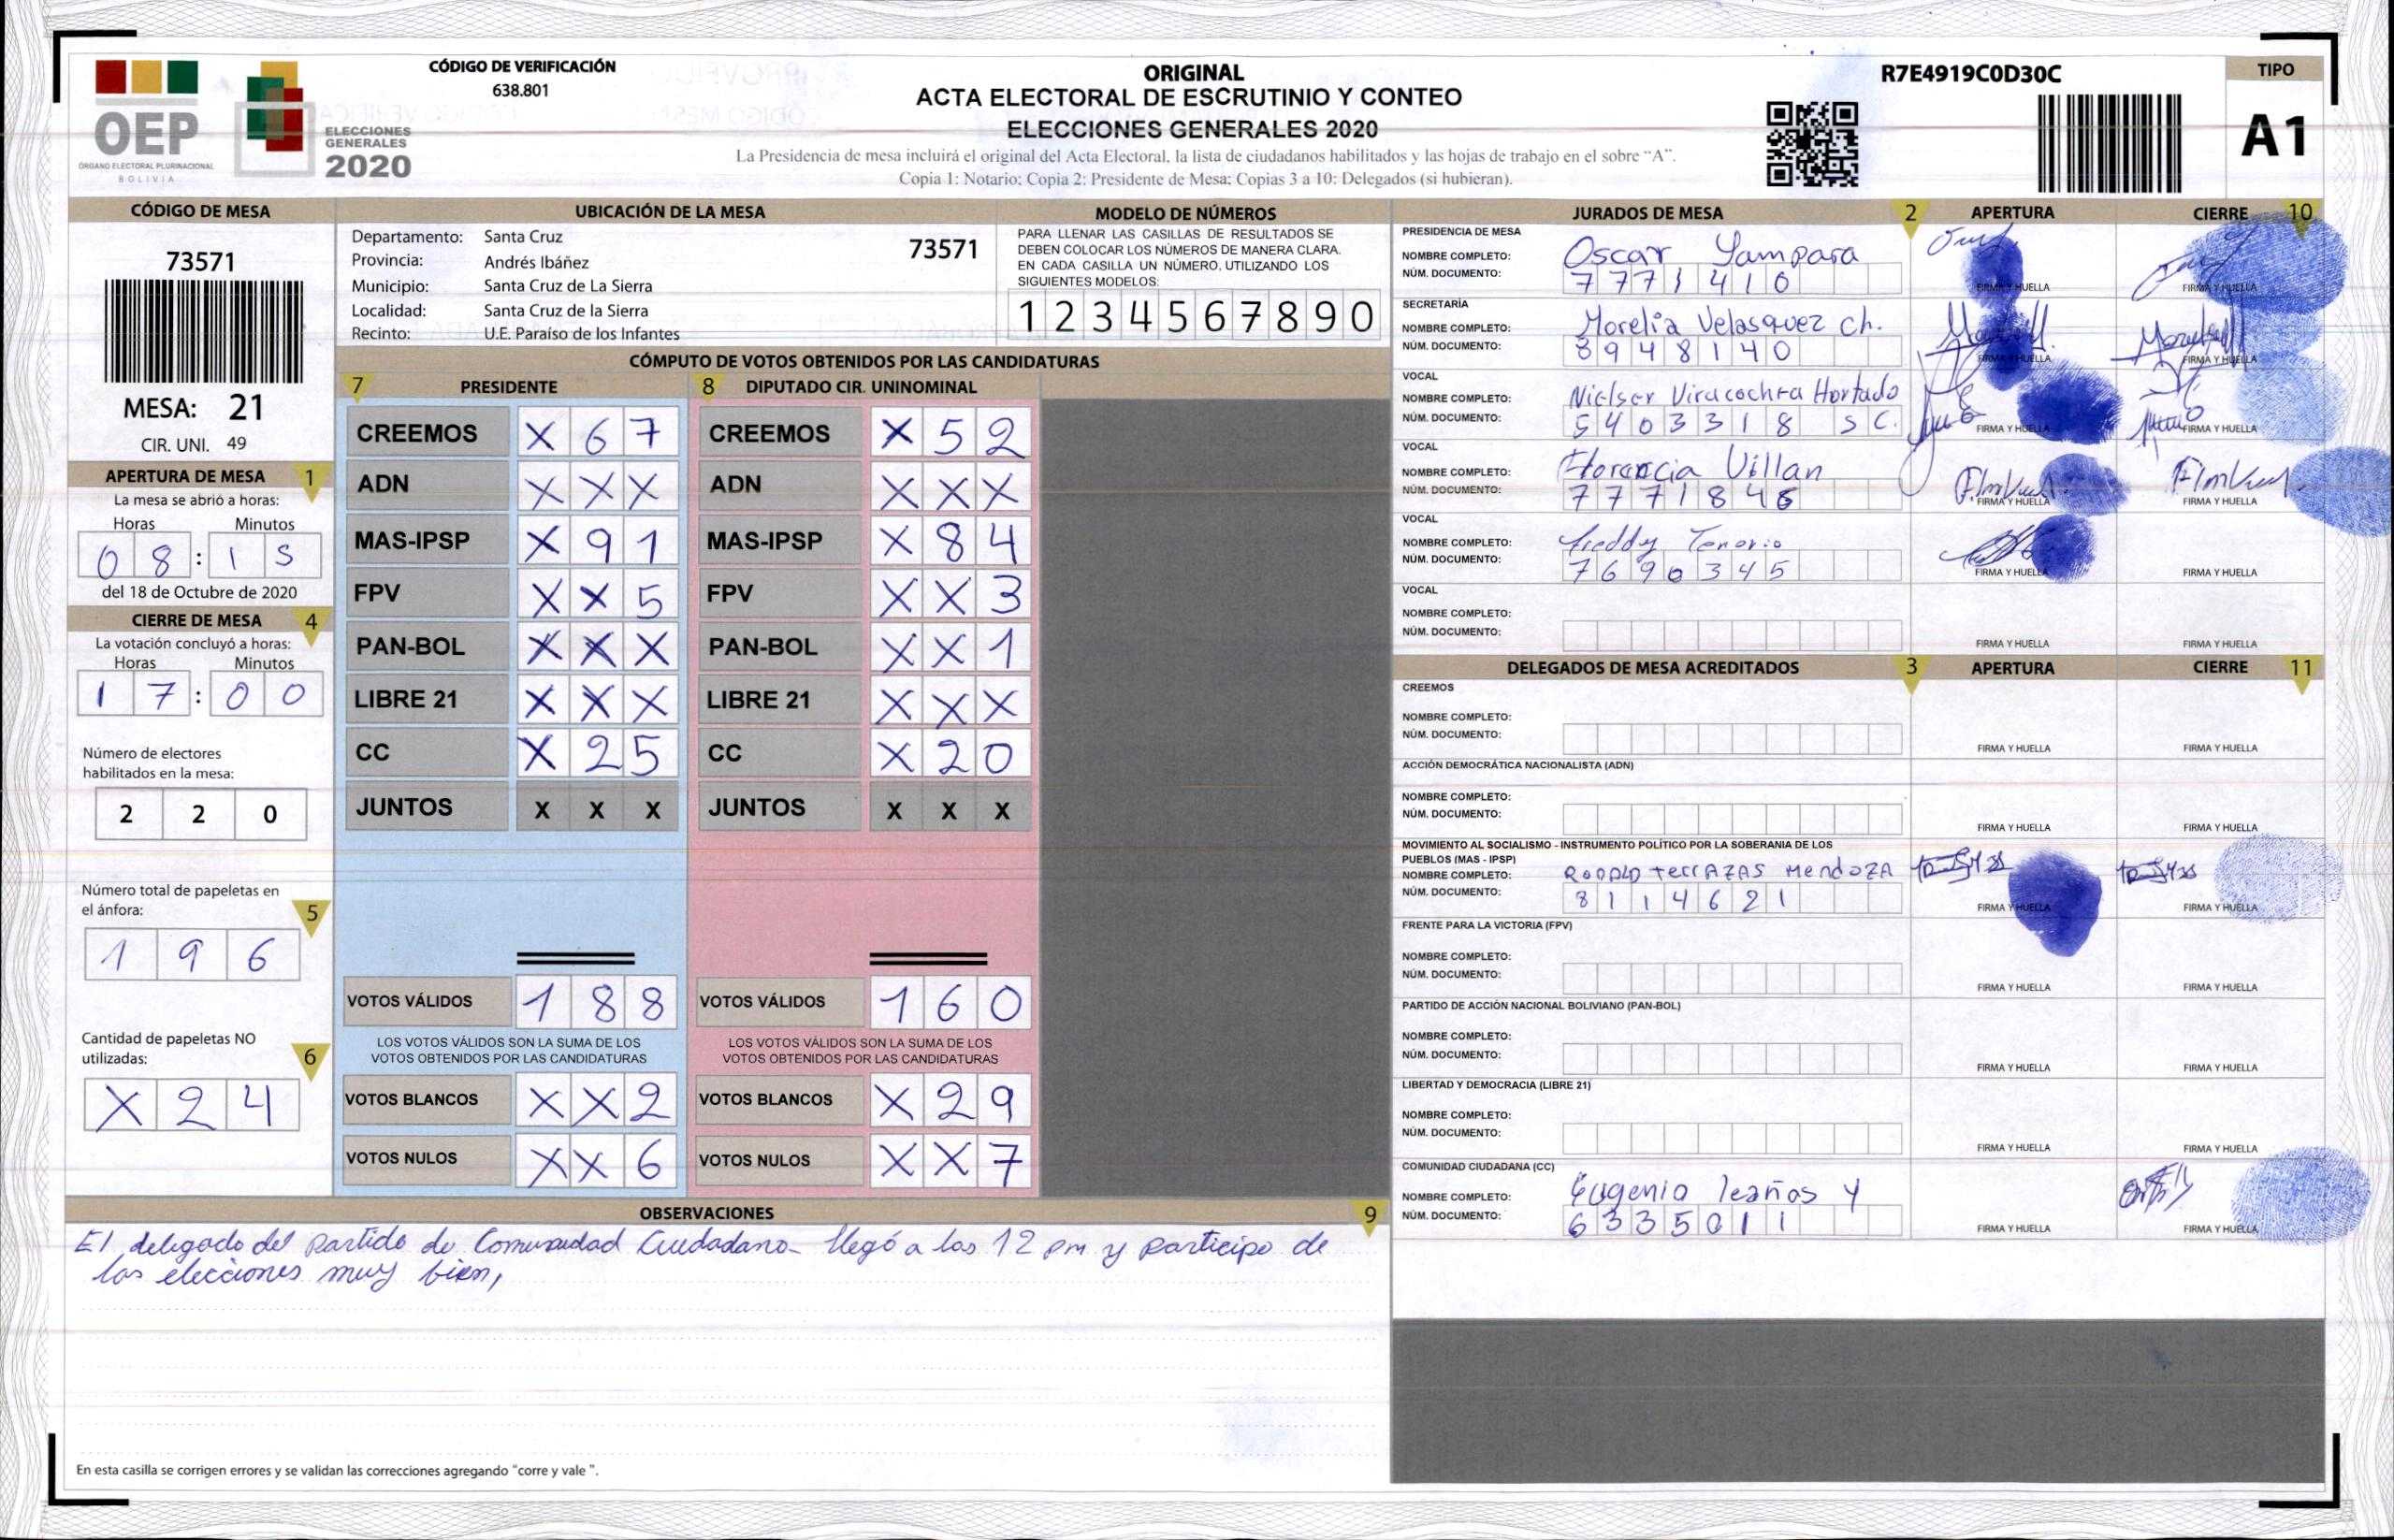 OEP
ÓRGANO ELECTORAL PLURINACIONAL
BOLIVIA
ELECCIONES
GENERALES
2020
CÓDIGO DE VERIFICACIÓN
638.801
ORIGINAL
ACTA ELECTORAL DE ESCRUTINIO Y CONTEO
ELECCIONES GENERALES 2020
La Presidencia de mesa incluirá el original del Acta Electoral, la lista de ciudadanos habilitados y las hojas de trabajo en el sobre "A".
Copia 1: Notario; Copia 2: Presidente de Mesa; Copias 3 a 10: Delegados (si hubieran).
R7E4919C0D30C
TIPO
A1
CÓDIGO DE MESA
73571
MESA: 21
CIR. UNI. 49
APERTURA DE MESA 1
La mesa se abrió a horas:
Horas Minutos
08:15
del 18 de Octubre de 2020
CIERRE DE MESA 4
La votación concluyó a horas:
Horas Minutos
17:00
Número de electores
habilitados en la mesa:
2 2 0
Número total de papeletas en
el ánfora: 5
1 9 6
Cantidad de papeletas NO
utilizadas: 6
X 2 4
UBICACIÓN DE LA MESA
Departamento: Santa Cruz 73571
Provincia: Andrés Ibáñez
Municipio: Santa Cruz de La Sierra
Localidad: Santa Cruz de la Sierra
Recinto: U.E. Paraíso de los Infantes
MODELO DE NÚMEROS
PARA LLENAR LAS CASILLAS DE RESULTADOS SE
DEBEN COLOCAR LOS NÚMEROS DE MANERA CLARA.
EN CADA CASILLA UN NÚMERO, UTILIZANDO LOS
SIGUIENTES MODELOS:
1 2 3 4 5 6 7 8 9 0
CÓMPUTO DE VOTOS OBTENIDOS POR LAS CANDIDATURAS
7 PRESIDENTE 8 DIPUTADO CIR. UNINOMINAL
CREEMOS X 6 7 CREEMOS X 5 2
ADN X X X ADN X X X
MAS-IPSP X 9 1 MAS-IPSP X 8 4
FPV X X 5 FPV X X 3
PAN-BOL X X X PAN-BOL X X 1
LIBRE 21 X X X LIBRE 21 X X X
CC X 2 5 CC X 2 0
JUNTOS X X X JUNTOS X X X
VOTOS VÁLIDOS 1 8 8 VOTOS VÁLIDOS 1 6 0
LOS VOTOS VÁLIDOS SON LA SUMA DE LOS LOS VOTOS VÁLIDOS SON LA SUMA DE LOS
VOTOS OBTENIDOS POR LAS CANDIDATURAS VOTOS OBTENIDOS POR LAS CANDIDATURAS
VOTOS BLANCOS X X 2 VOTOS BLANCOS X 2 9
VOTOS NULOS X X 6 VOTOS NULOS X X 7
OBSERVACIONES 9
El delegado del partido de Comunidad Ciudadana llegó a las 12 pm y participo de
las elecciones muy bien,
En esta casilla se corrigen errores y se validan las correcciones agregando "corre y vale ".
JURADOS DE MESA 2 APERTURA CIERRE 10
PRESIDENCIA DE MESA
NOMBRE COMPLETO: Oscar Yampara
NÚM. DOCUMENTO: 7771410 FIRMA Y HUELLA FIRMA Y HUELLA
SECRETARÍA
NOMBRE COMPLETO: Morelia Velasquez Ch.
NÚM. DOCUMENTO: 8948140 FIRMA Y HUELLA FIRMA Y HUELLA
VOCAL
NOMBRE COMPLETO: Hortado
NÚM. DOCUMENTO: 5403318 SC. FIRMA Y HUELLA FIRMA Y HUELLA
VOCAL
NOMBRE COMPLETO: Florencia Villan
NÚM. DOCUMENTO: 7771846 FIRMA Y HUELLA FIRMA Y HUELLA
VOCAL
NOMBRE COMPLETO: Freddy Tenorio
NÚM. DOCUMENTO: 7690345 FIRMA Y HUELLA FIRMA Y HUELLA
VOCAL
NOMBRE COMPLETO:
NÚM. DOCUMENTO: FIRMA Y HUELLA FIRMA Y HUELLA
DELEGADOS DE MESA ACREDITADOS 3 APERTURA CIERRE 11
CREEMOS
NOMBRE COMPLETO:
NÚM. DOCUMENTO: FIRMA Y HUELLA FIRMA Y HUELLA
ACCIÓN DEMOCRÁTICA NACIONALISTA (ADN)
NOMBRE COMPLETO:
NÚM. DOCUMENTO: FIRMA Y HUELLA FIRMA Y HUELLA
MOVIMIENTO AL SOCIALISMO - INSTRUMENTO POLÍTICO POR LA SOBERANIA DE LOS
PUEBLOS (MAS - IPSP)
NOMBRE COMPLETO: Ronald Terrazas Mendoza
NÚM. DOCUMENTO: 8114621 FIRMA Y HUELLA FIRMA Y HUELLA
FRENTE PARA LA VICTORIA (FPV)
NOMBRE COMPLETO:
NÚM. DOCUMENTO: FIRMA Y HUELLA FIRMA Y HUELLA
PARTIDO DE ACCIÓN NACIONAL BOLIVIANO (PAN-BOL)
NOMBRE COMPLETO:
NÚM. DOCUMENTO: FIRMA Y HUELLA FIRMA Y HUELLA
LIBERTAD Y DEMOCRACIA (LIBRE 21)
NOMBRE COMPLETO:
NÚM. DOCUMENTO: FIRMA Y HUELLA FIRMA Y HUELLA
COMUNIDAD CIUDADANA (CC)
NOMBRE COMPLETO: Eugenio leaños Y
NÚM. DOCUMENTO: 6335011 FIRMA Y HUELLA FIRMA Y HUELLA